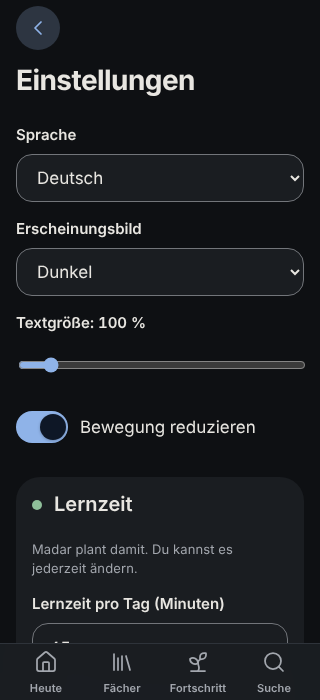 Einstellungen
Sprache
Deutsch
Erscheinungsbild
Dunkel
Textgröße: 100 %
Bewegung reduzieren
Lernzeit
Madar plant damit. Du kannst es
jederzeit ändern.
Lernzeit pro Tag (Minuten)
Heute Fächer Fortschritt Suche